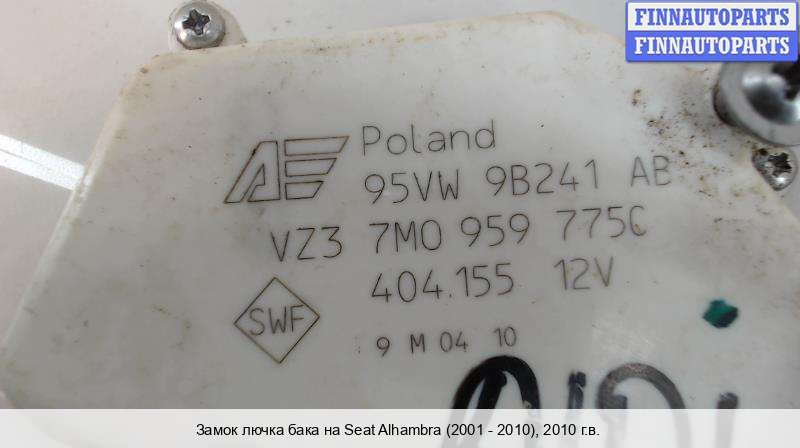 FINNAUTOPARTS
FINNAUTOPARTS
AE Poland
95VW 9B241 AB
VZ3 7M0 959 775C
404.155 12V
SWF
9 M 04 10
Замок лючка бака на Seat Alhambra (2001 - 2010), 2010 г.в.